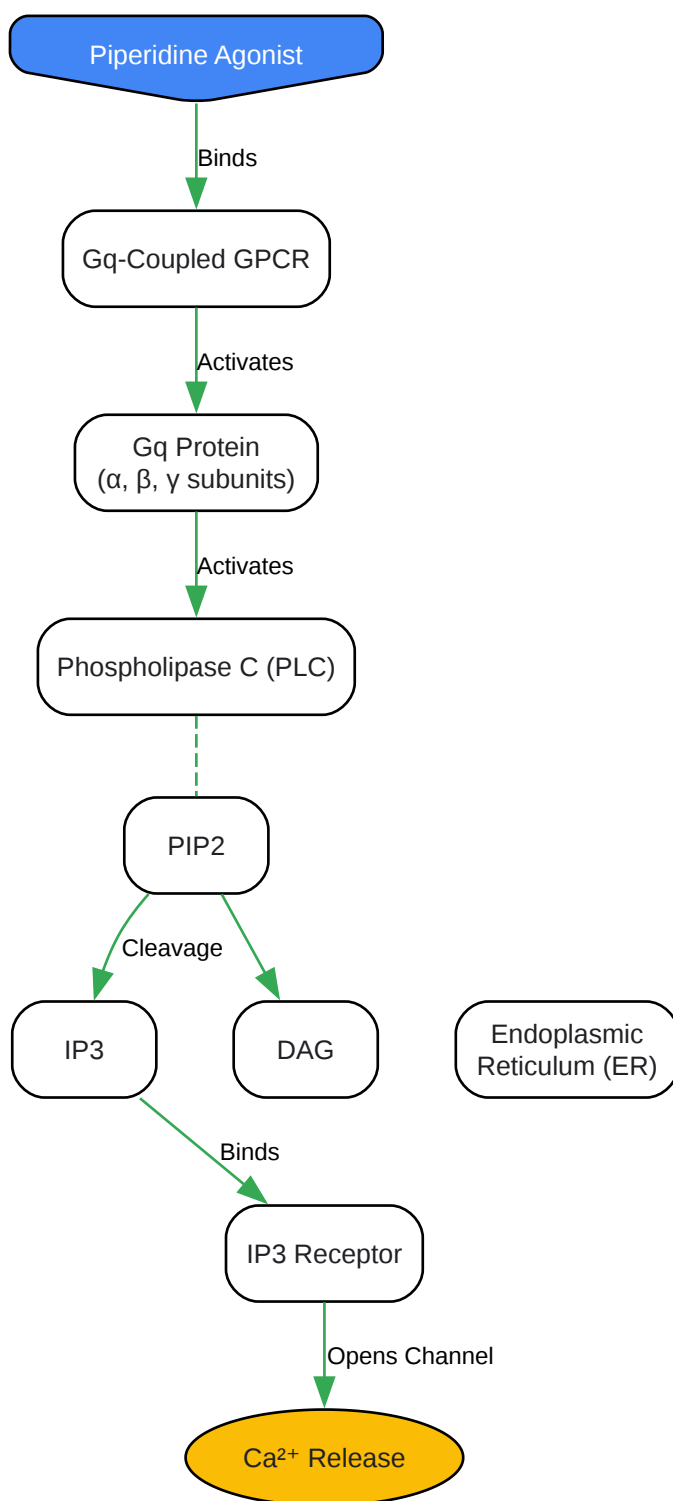 Piperidine Agonist
Binds
Gq-Coupled GPCR
Activates
Gq Protein
(α, β, γ subunits)
Activates
Phospholipase C (PLC)
PIP2
Cleavage
IP3
DAG
Endoplasmic
Reticulum (ER)
Binds
IP3 Receptor
Opens Channel
Ca²⁺ Release